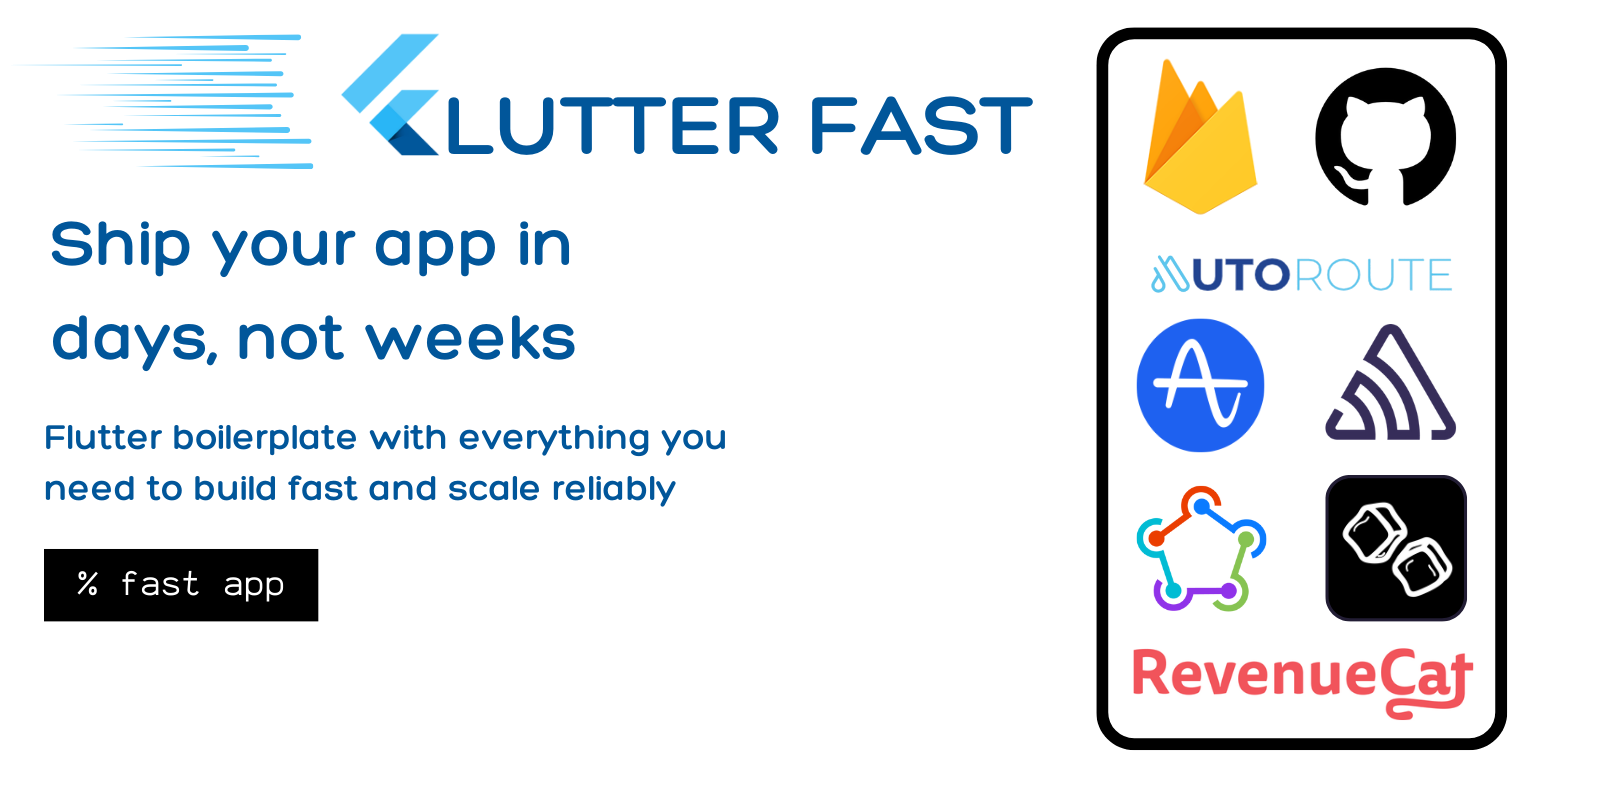 FLUTTER FAST
Ship your app in
days, not weeks
Flutter boilerplate with everything you
need to build fast and scale reliably
% fast app
AUTOROUTE
RevenueCat